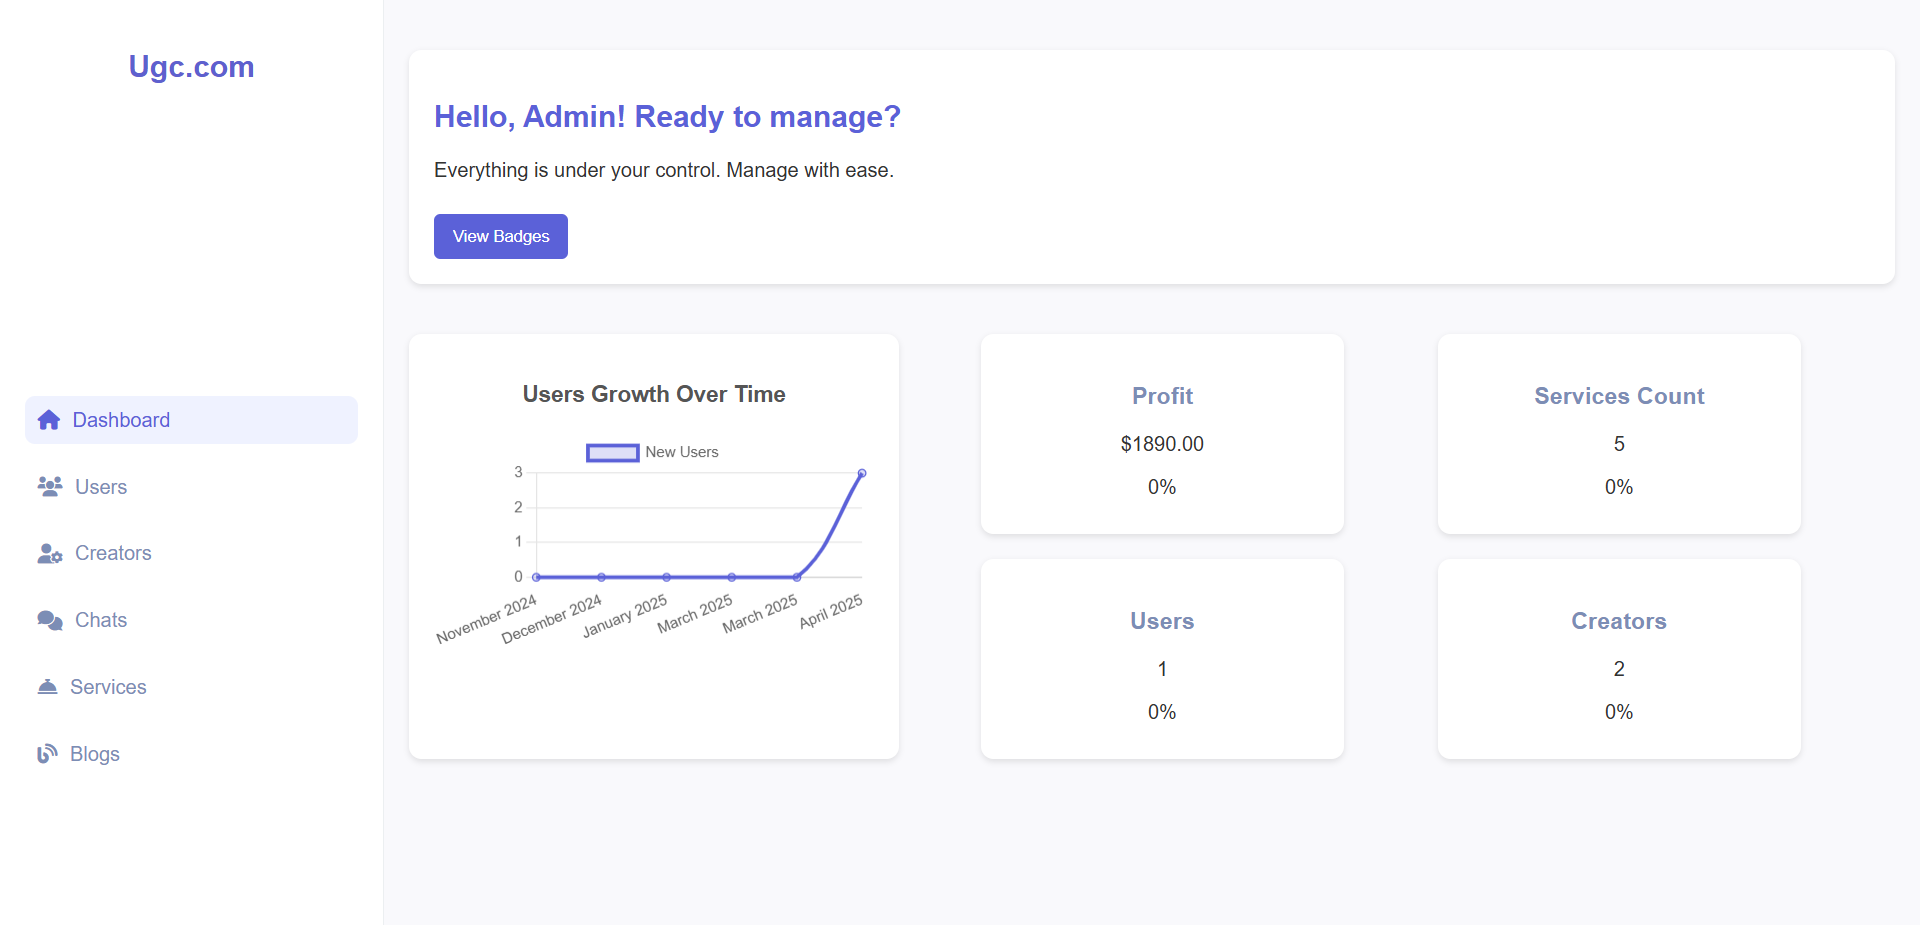 Ugc.com
Dashboard
Users
Creators
Chats
Services
Blogs
Hello, Admin! Ready to manage?
Everything is under your control. Manage with ease.
View Badges
Users Growth Over Time
New Users
3
2
1
0
November 2024
December 2024
January 2025
March 2025
March 2025
April 2025
Profit
$1890.00
0%
Services Count
5
0%
Users
1
0%
Creators
2
0%